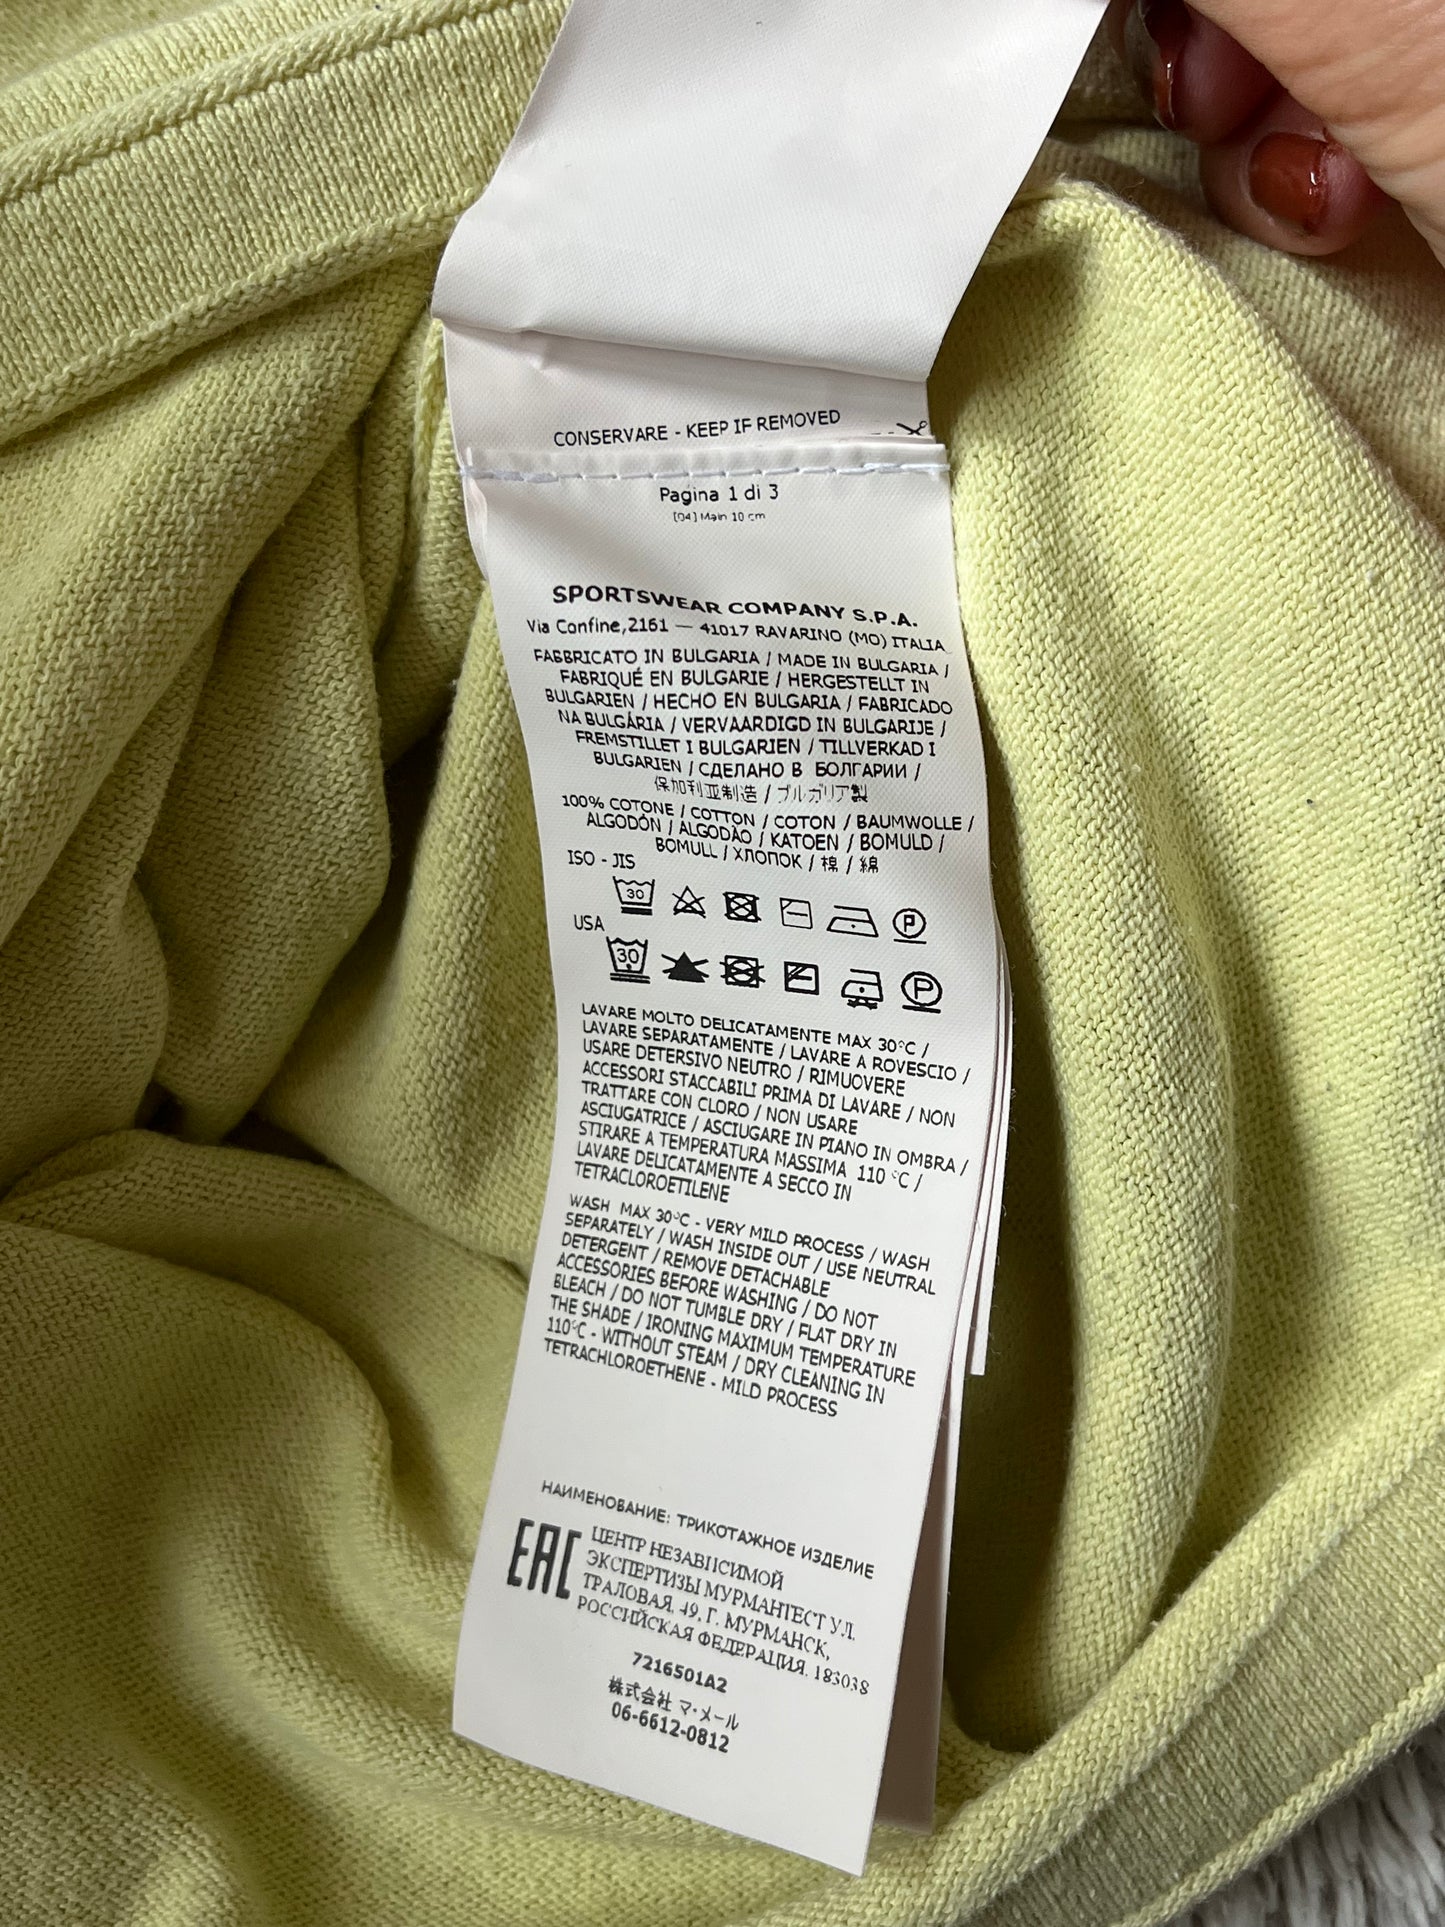 CONSERVARE - KEEP IF REMOVED
Pagina 1 di 3
[04] Main 10 cm
SPORTSWEAR COMPANY S.P.A.
Via Confine,2161 — 41017 RAVARINO (MO) ITALIA
FABBRICATO IN BULGARIA / MADE IN BULGARIA /
FABRIQUÉ EN BULGARIE / HERGESTELLT IN
BULGARIEN / HECHO EN BULGARIA / FABRICADO
NA BULGÁRIA / VERVAARDIGD IN BULGARIJE /
FREMSTILLET I BULGARIEN / TILLVERKAD I
BULGARIEN / СДЕЛАНО В БОЛГАРИИ /
保加利亚制造 / ブルガリア製
100% COTONE / COTTON / COTON / BAUMWOLLE /
ALGODÓN / ALGODÃO / KATOEN / BOMULD /
BOMULL / ХЛОПОК / 棉 / 綿
ISO - JIS
30 P
USA
30 P
LAVARE MOLTO DELICATAMENTE MAX 30°C /
LAVARE SEPARATAMENTE / LAVARE A ROVESCIO /
USARE DETERSIVO NEUTRO / RIMUOVERE
ACCESSORI STACCABILI PRIMA DI LAVARE / NON
TRATTARE CON CLORO / NON USARE
ASCIUGATRICE / ASCIUGARE IN PIANO IN OMBRA /
STIRARE A TEMPERATURA MASSIMA 110 °C /
LAVARE DELICATAMENTE A SECCO IN
TETRACLOROETILENE
WASH MAX 30°C - VERY MILD PROCESS / WASH
SEPARATELY / WASH INSIDE OUT / USE NEUTRAL
DETERGENT / REMOVE DETACHABLE
ACCESSORIES BEFORE WASHING / DO NOT
BLEACH / DO NOT TUMBLE DRY / FLAT DRY IN
THE SHADE / IRONING MAXIMUM TEMPERATURE
110°C - WITHOUT STEAM / DRY CLEANING IN
TETRACHLOROETHENE - MILD PROCESS
НАИМЕНОВАНИЕ: ТРИКОТАЖНОЕ ИЗДЕЛИЕ
EAC
ЦЕНТР НЕЗАВИСИМОЙ
ЭКСПЕРТИЗЫ МУРМАНТЕСТ УЛ.
ТРАЛОВАЯ, 49, Г. МУРМАНСК,
РОССИЙСКАЯ ФЕДЕРАЦИЯ, 183038
7216501A2
株式会社 マ・メール
06-6612-0812